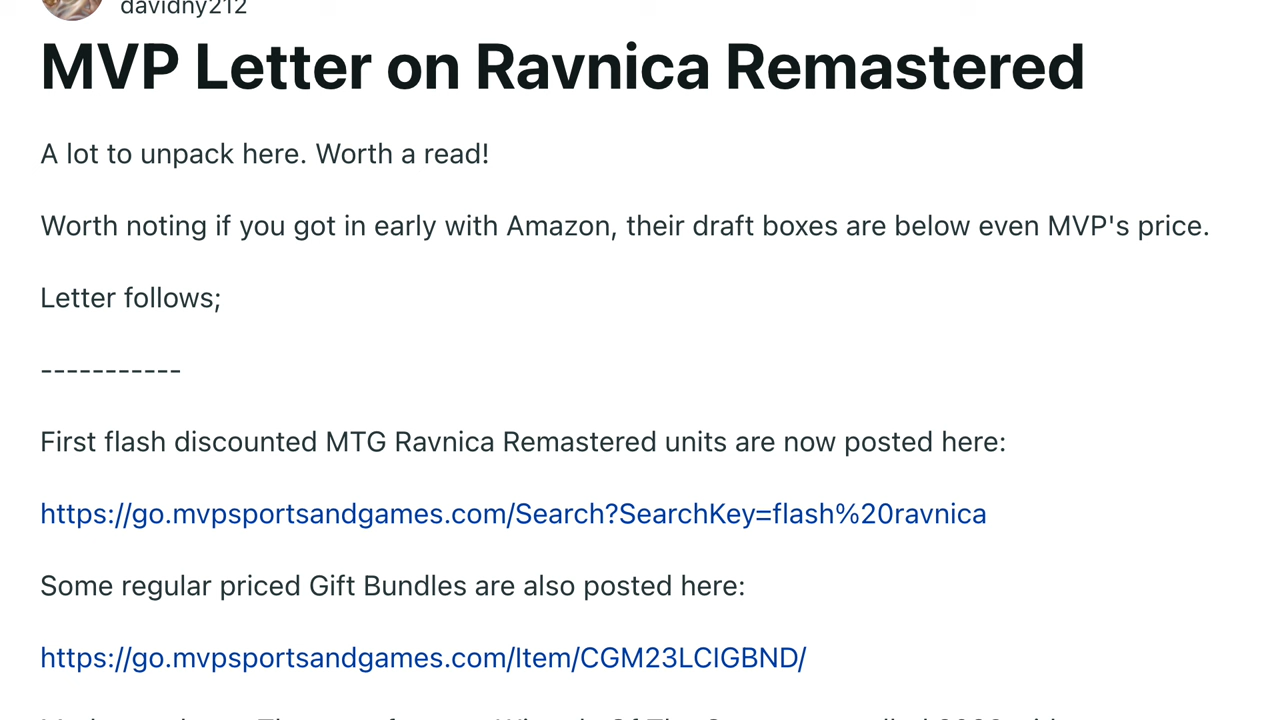 davidny212
MVP Letter on Ravnica Remastered
A lot to unpack here. Worth a read!
Worth noting if you got in early with Amazon, their draft boxes are below even MVP's price.
Letter follows;
-----------
First flash discounted MTG Ravnica Remastered units are now posted here:
https://go.mvpsportsandgames.com/Search?SearchKey=flash%20ravnica
Some regular priced Gift Bundles are also posted here:
https://go.mvpsportsandgames.com/Item/CGM23LCIGBND/